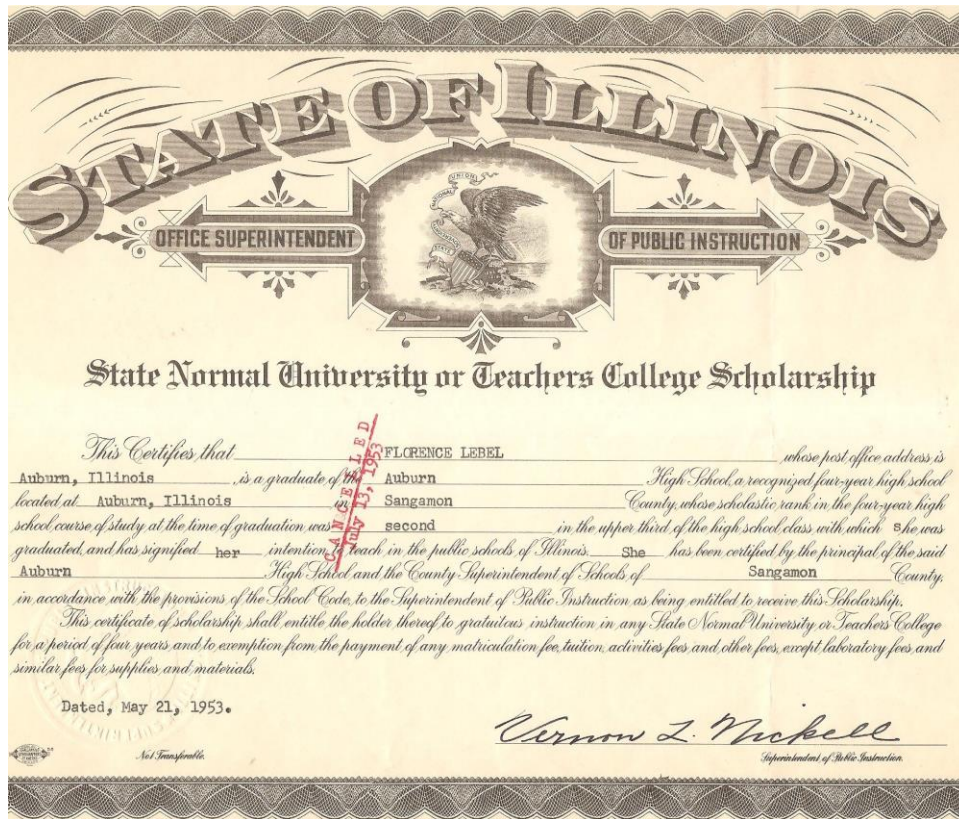 STATE OF ILLINOIS
OFFICE SUPERINTENDENT OF PUBLIC INSTRUCTION
State Normal University or Teachers College Scholarship
This Certifies, that FLORENCE LEBEL whose post office address is
Auburn, Illinois , is a graduate of the Auburn High School, a recognized four-year high school
located at Auburn, Illinois in Sangamon County, whose scholastic rank in the four-year high
school course of study at the time of graduation was second in the upper third of the high school class with which she was
graduated, and has signified her intention to teach in the public schools of Illinois. She has been certified by the principal of the said
Auburn High School and the County Superintendent of Schools of Sangamon County,
in accordance with the provisions of the School Code, to the Superintendent of Public Instruction as being entitled to receive this Scholarship.
This certificate of scholarship shall entitle the holder thereof, to gratuitous instruction in any State Normal University or Teachers College
for a period of four years, and to exemption from the payment of any matriculation fee, tuition, activities fees, and other fees, except laboratory fees, and
similar fees for supplies and materials.
CANCELLED
July 13, 1953
Dated, May 21, 1953.
Vernon L. Nickell
Not Transferable.
Superintendent of Public Instruction.